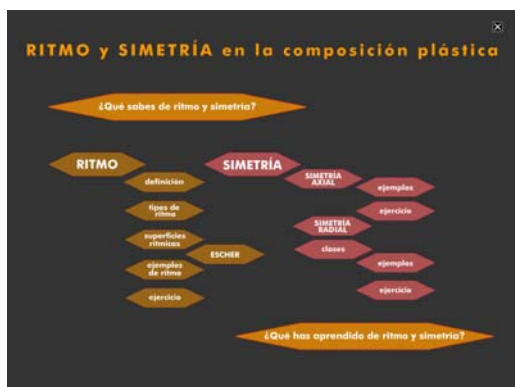 RITMO y SIMETRÍA en la composición plástica
¿Qué sabes de ritmo y simetría?
RITMO
definición
tipos de
ritmo
superficies
rítmicas
ESCHER
ejemplos
de ritmo
ejercicio
SIMETRÍA
SIMETRÍA
AXIAL
ejemplos
ejercicio
SIMETRÍA
RADIAL
clases
ejemplos
ejercicio
¿Qué has aprendido de ritmo y simetría?